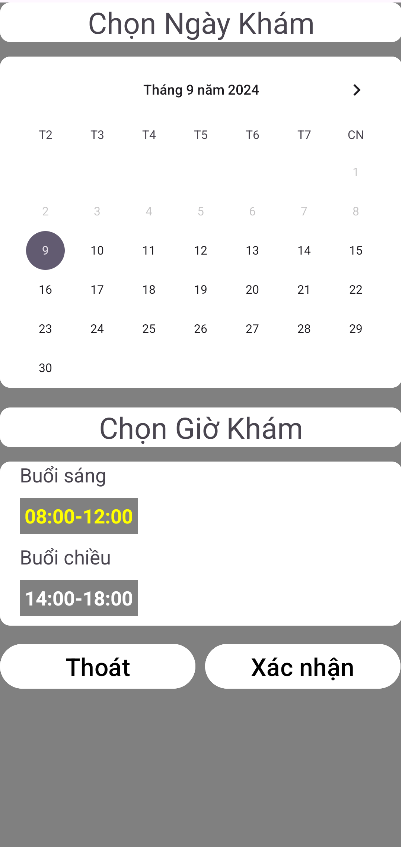 Chọn Ngày Khám
Tháng 9 năm 2024
T2 T3 T4 T5 T6 T7 CN
1
2 3 4 5 6 7 8
9 10 11 12 13 14 15
16 17 18 19 20 21 22
23 24 25 26 27 28 29
30
Chọn Giờ Khám
Buổi sáng
08:00-12:00
Buổi chiều
14:00-18:00
Thoát Xác nhận